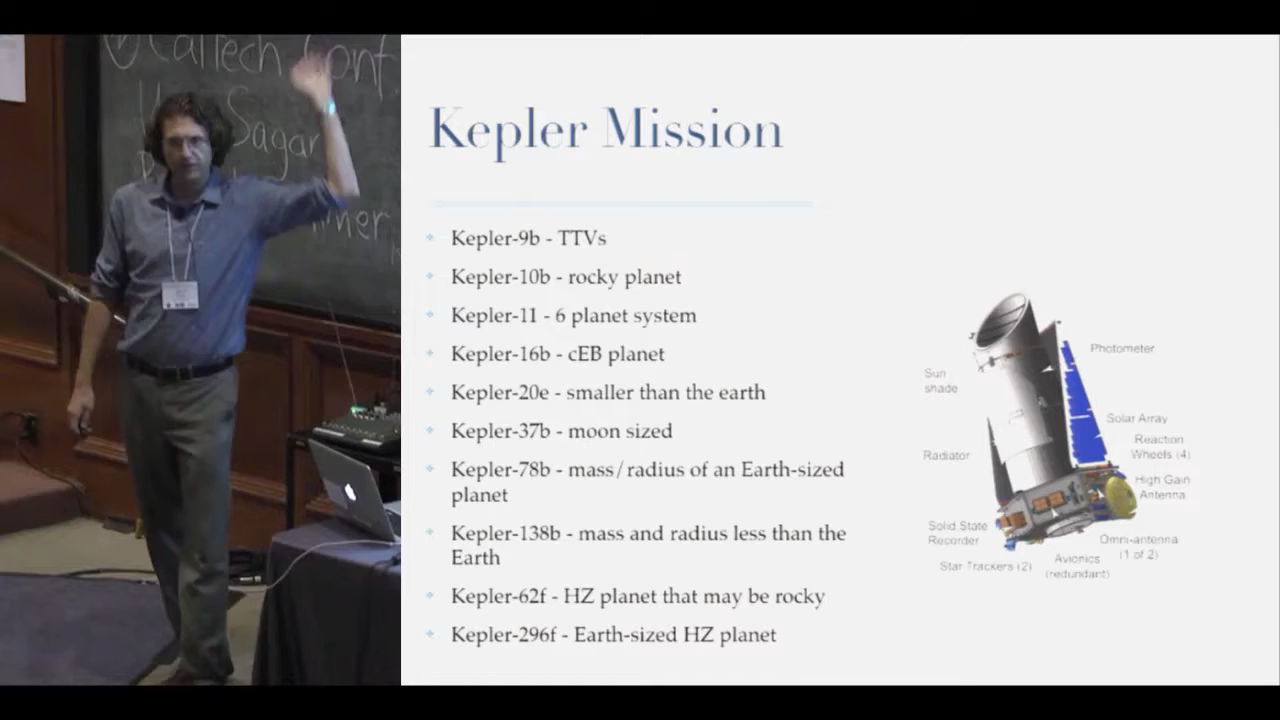 CalTech Conf
Sagan
Kepler Mission
Kepler-9b - TTVs
Kepler-10b - rocky planet
Kepler-11 - 6 planet system
Kepler-16b - cEB planet
Kepler-20e - smaller than the earth
Kepler-37b - moon sized
Kepler-78b - mass/radius of an Earth-sized
planet
Kepler-138b - mass and radius less than the
Earth
Kepler-62f - HZ planet that may be rocky
Kepler-296f - Earth-sized HZ planet
Photometer
Sun
shade
Solar Array
Reaction
Wheels (4)
Radiator
High Gain
Antenna
Solid State
Recorder
Omni-antenna
(1 of 2)
Star Trackers (2)
Avionics
(redundant)